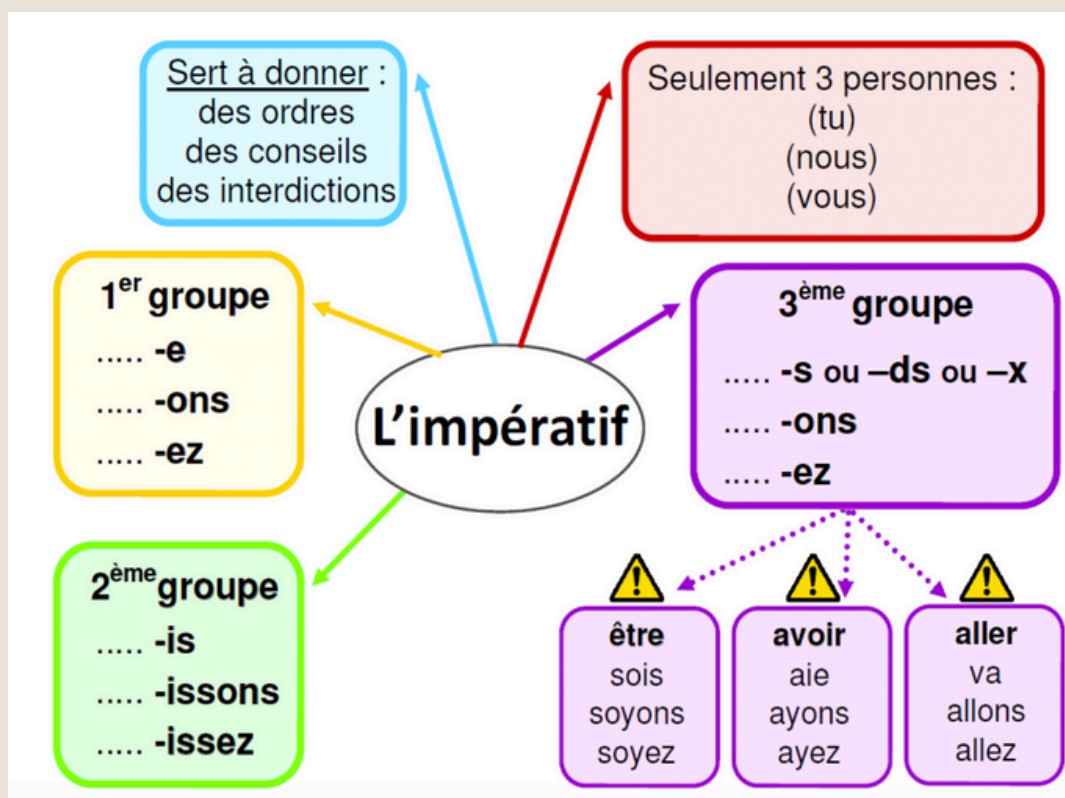 Sert à donner :
des ordres
des conseils
des interdictions
Seulement 3 personnes :
(tu)
(nous)
(vous)
1er groupe
..... -e
..... -ons
..... -ez
3ème groupe
..... -s ou –ds ou –x
..... -ons
..... -ez
L’impératif
2ème groupe
..... -is
..... -issons
..... -issez
être
sois
soyons
soyez
avoir
aie
ayons
ayez
aller
va
allons
allez